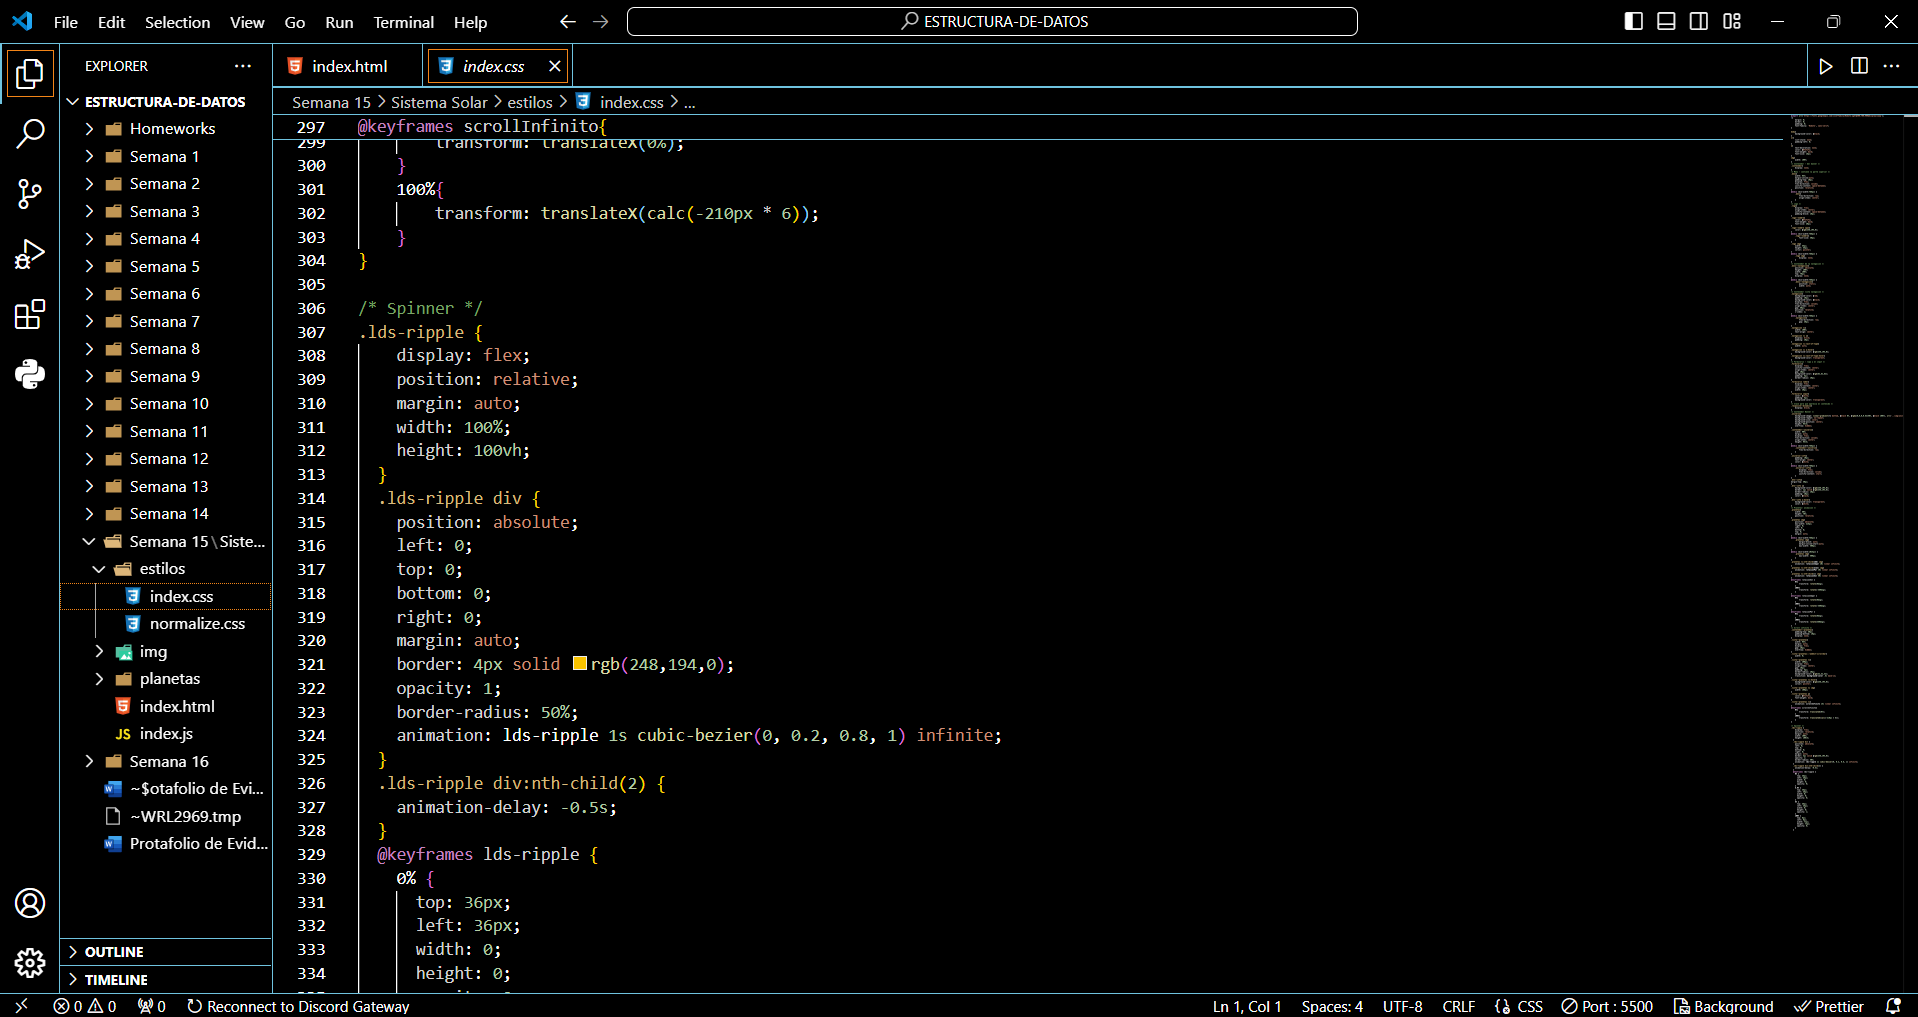 File Edit Selection View Go Run Terminal Help
ESTRUCTURA-DE-DATOS
EXPLORER
ESTRUCTURA-DE-DATOS
Homeworks
Semana 1
Semana 2
Semana 3
Semana 4
Semana 5
Semana 6
Semana 7
Semana 8
Semana 9
Semana 10
Semana 11
Semana 12
Semana 13
Semana 14
Semana 15\Siste...
estilos
index.css
normalize.css
img
planetas
index.html
JS index.js
Semana 16
~$otafolio de Evi...
~WRL2969.tmp
Protafolio de Evid...
OUTLINE
TIMELINE
index.html
index.css
Semana 15 > Sistema Solar > estilos > index.css > ...
297 @keyframes scrollInfinito{
299 transform: translateX(0%);
300 }
301 100%{
302 transform: translateX(calc(-210px * 6));
303 }
304 }
305
306 /* Spinner */
307 .lds-ripple {
308 display: flex;
309 position: relative;
310 margin: auto;
311 width: 100%;
312 height: 100vh;
313 }
314 .lds-ripple div {
315 position: absolute;
316 left: 0;
317 top: 0;
318 bottom: 0;
319 right: 0;
320 margin: auto;
321 border: 4px solid rgb(248,194,0);
322 opacity: 1;
323 border-radius: 50%;
324 animation: lds-ripple 1s cubic-bezier(0, 0.2, 0.8, 1) infinite;
325 }
326 .lds-ripple div:nth-child(2) {
327 animation-delay: -0.5s;
328 }
329 @keyframes lds-ripple {
330 0% {
331 top: 36px;
332 left: 36px;
333 width: 0;
334 height: 0;
0 0 0 Reconnect to Discord Gateway
Ln 1, Col 1 Spaces: 4 UTF-8 CRLF {} CSS Port : 5500 Background Prettier